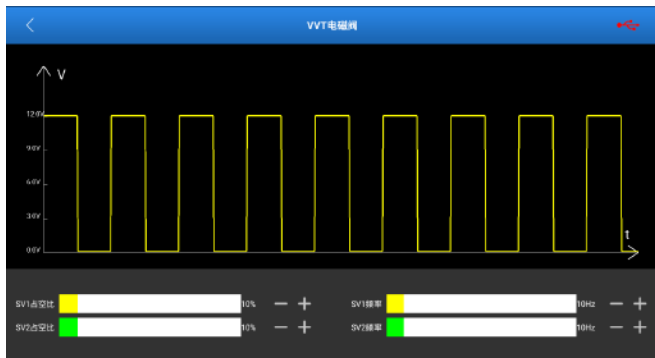 VVT电磁阀
V
12.0V
9.0V
6.0V
3.0V
0.0V
t
SV1占空比 10% − + SV1频率 10Hz − +
SV2占空比 10% − + SV2频率 10Hz − +